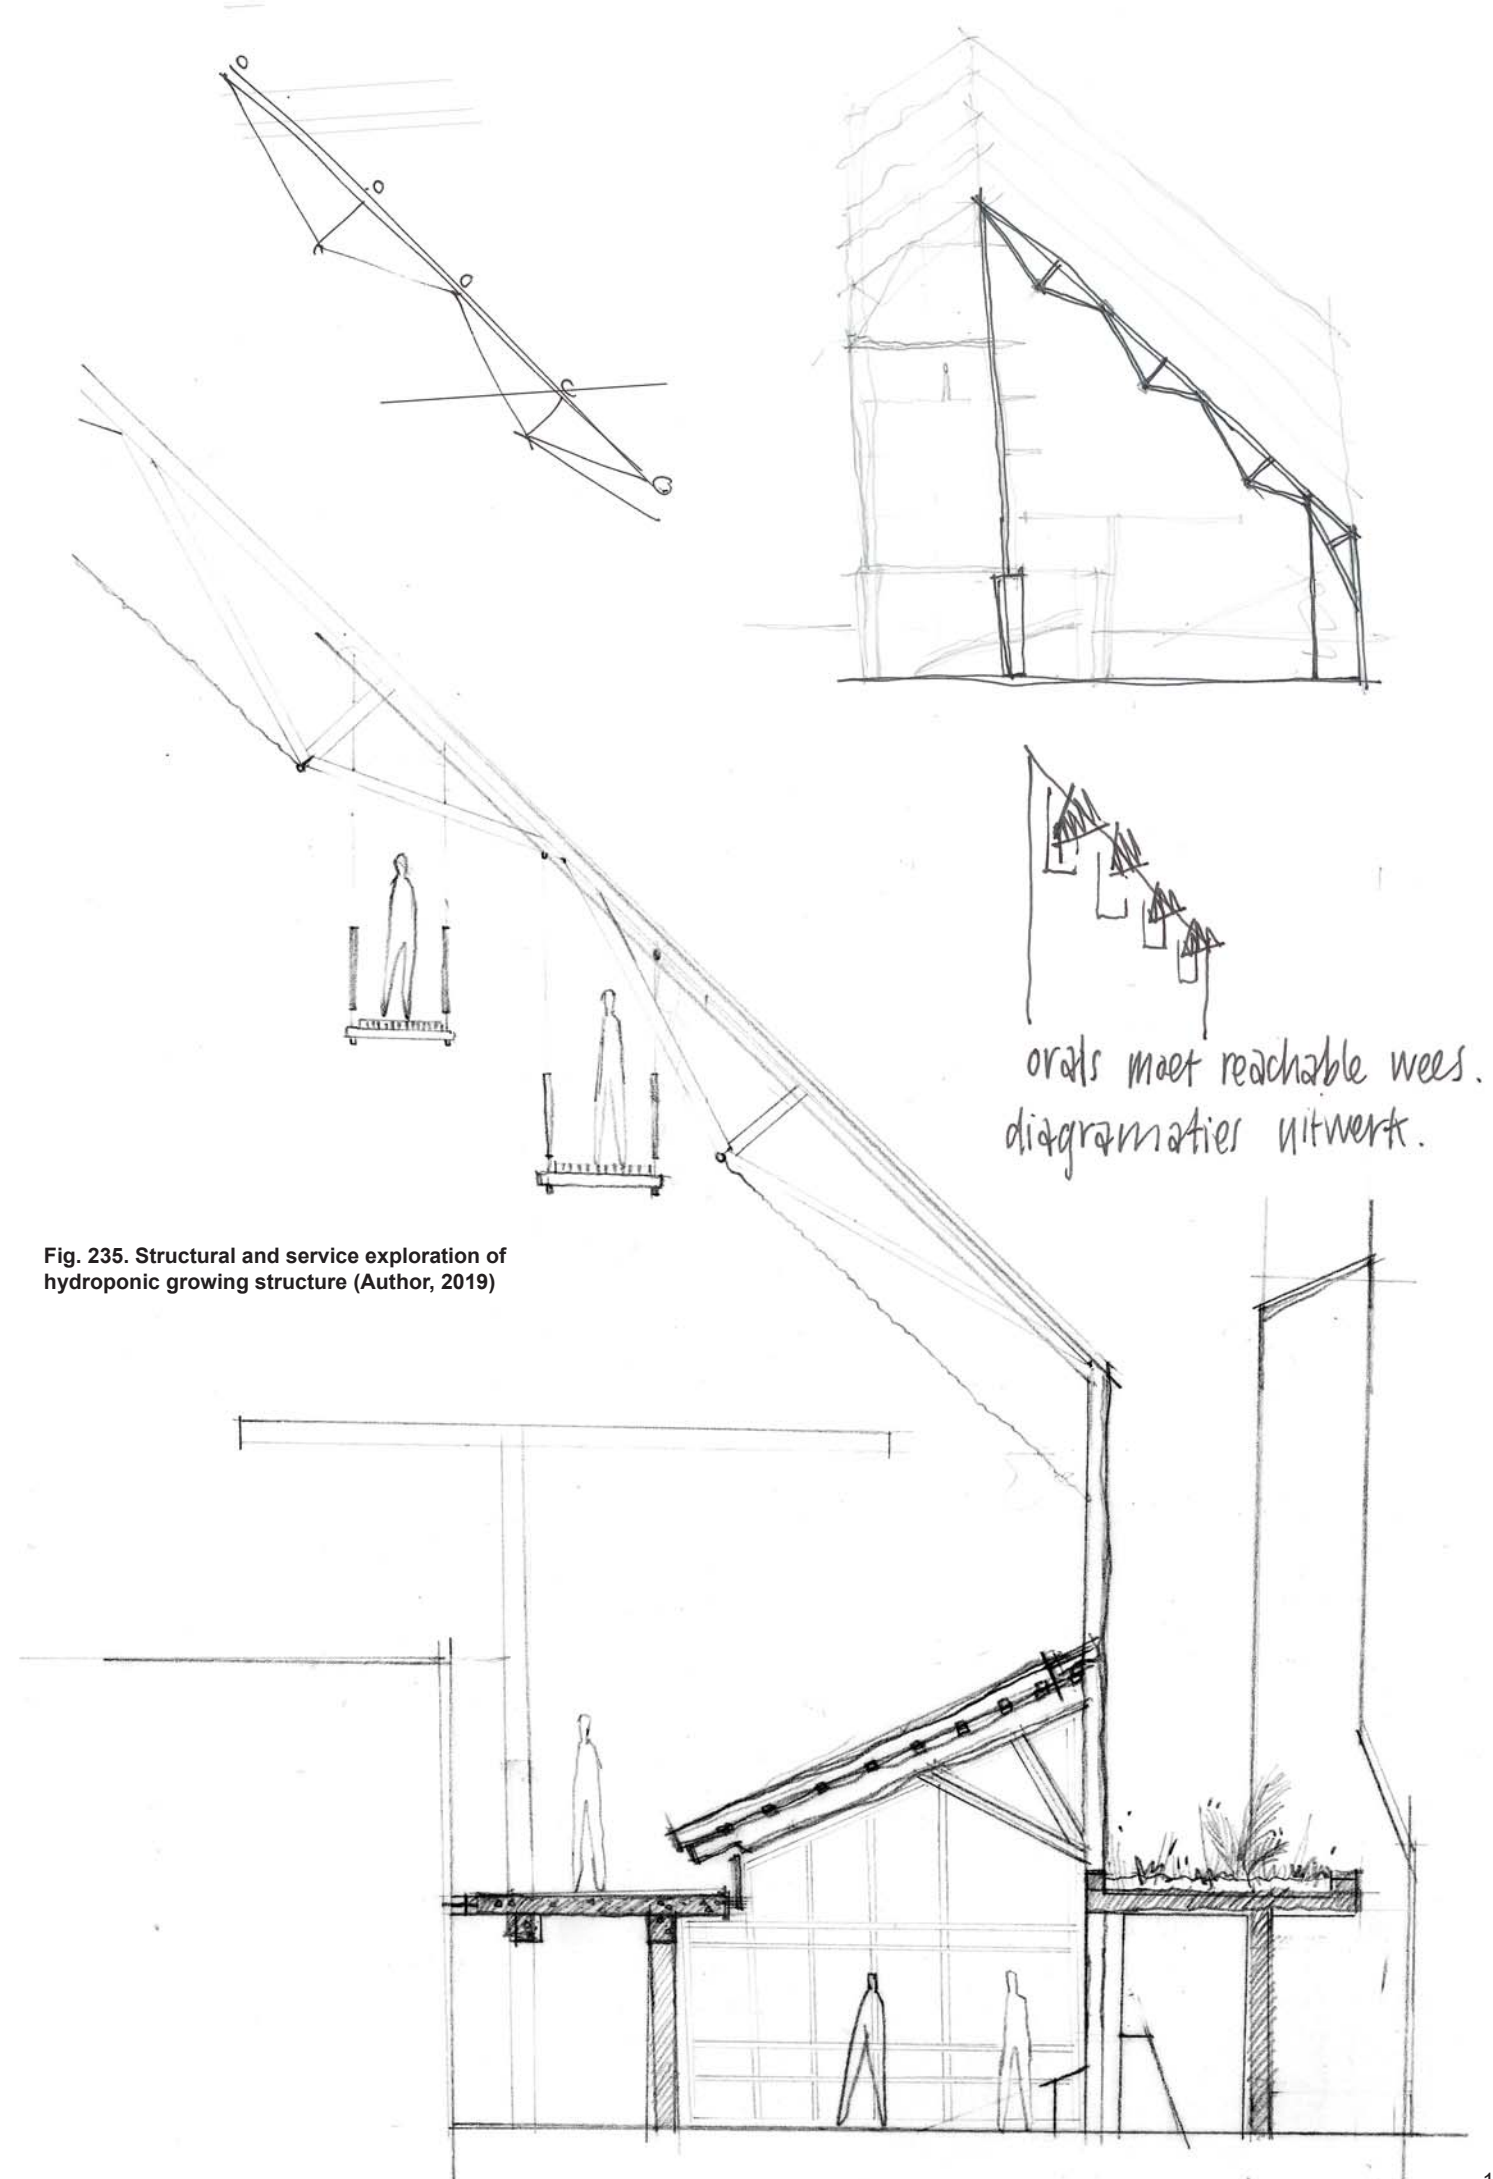 orals moet reachable wees.
diagramaties uitwerk.
Fig. 235. Structural and service exploration of
hydroponic growing structure (Author, 2019)